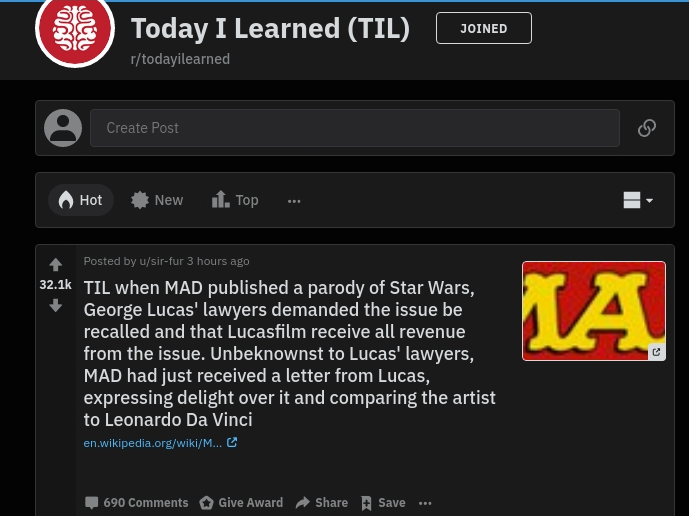 Today I Learned (TIL)
JOINED
r/todayilearned
Create Post
Hot
New
Top
...
Posted by u/sir-fur 3 hours ago
32.1k
TIL when MAD published a parody of Star Wars,
George Lucas' lawyers demanded the issue be
recalled and that Lucasfilm receive all revenue
from the issue. Unbeknownst to Lucas' lawyers,
MAD had just received a letter from Lucas,
expressing delight over it and comparing the artist
to Leonardo Da Vinci
en.wikipedia.org/wiki/M...
MA
690 Comments
Give Award
Share
Save
...